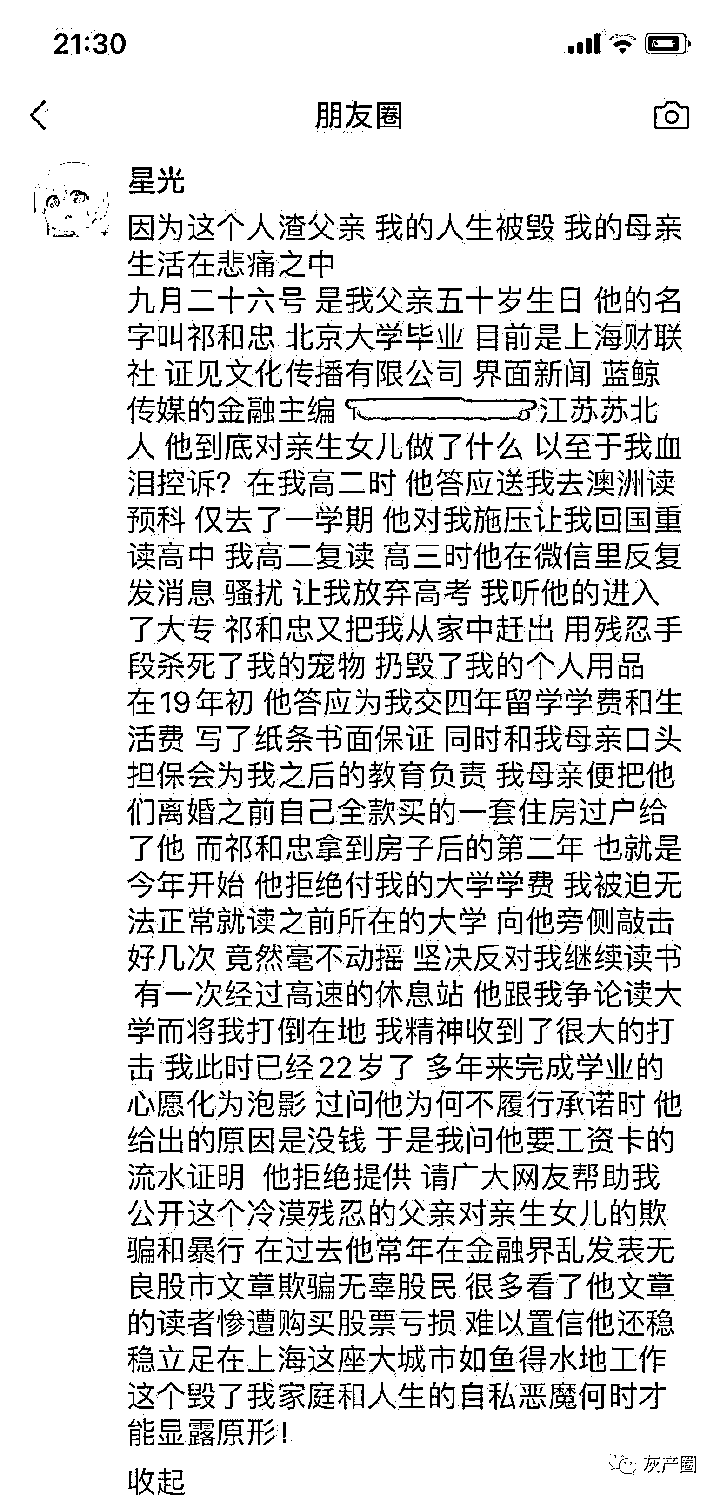 21:30
朋友圈
星光
因为这个人渣父亲 我的人生被毁 我的母亲
生活在悲痛之中
九月二十六号 是我父亲五十岁生日 他的名
字叫祁和忠 北京大学毕业 目前是上海财联
社 证见文化传播有限公司 界面新闻 蓝鲸
传媒的金融主编 江苏苏北
人 他到底对亲生女儿做了什么 以至于我血
泪控诉？在我高二时 他答应送我去澳洲读
预科 仅去了一学期 他对我施压让我回国重
读高中 我高二复读 高三时他在微信里反复
发消息 骚扰 让我放弃高考 我听他的进入
了大专 祁和忠又把我从家中赶出 用残忍手
段杀死了我的宠物 扔毁了我的个人用品
在19年初 他答应为我交四年留学学费和生
活费 写了纸条书面保证 同时和我母亲口头
担保会为我之后的教育负责 我母亲便把他
们离婚之前自己全款买的一套住房过户给
了他 而祁和忠拿到房子后的第二年 也就是
今年开始 他拒绝付我的大学学费 我被迫无
法正常就读之前所在的大学 向他旁侧敲击
好几次 竟然毫不动摇 坚决反对我继续读书
有一次经过高速的休息站 他跟我争论读大
学而将我打倒在地 我精神收到了很大的打
击 我此时已经22岁了 多年来完成学业的
心愿化为泡影 过问他为何不履行承诺时 他
给出的原因是没钱 于是我问他要工资卡的
流水证明 他拒绝提供 请广大网友帮助我
公开这个冷漠残忍的父亲对亲生女儿的欺
骗和暴行 在过去他常年在金融界乱发表无
良股市文章欺骗无辜股民 很多看了他文章
的读者惨遭购买股票亏损 难以置信他还稳
稳立足在上海这座大城市如鱼得水地工作
这个毁了我家庭和人生的自私恶魔何时才
能显露原形！
收起
灰产圈